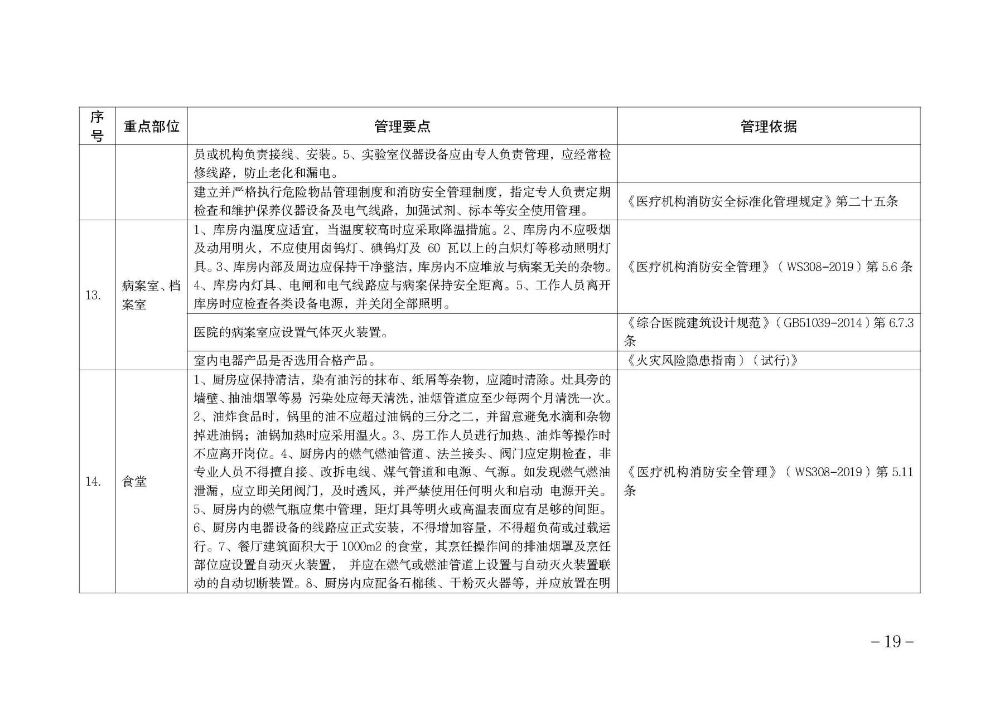 序
号
重点部位
管理要点
管理依据
员或机构负责接线、安装。5、实验室仪器设备应由专人负责管理，应经常检
修线路，防止老化和漏电。
建立并严格执行危险物品管理制度和消防安全管理制度，指定专人负责定期
检查和维护保养仪器设备及电气线路，加强试剂、标本等安全使用管理。
《医疗机构消防安全标准化管理规定》第二十五条
13.
病案室、档
案室
1、库房内温度应适宜，当温度较高时应采取降温措施。2、库房内不应吸烟
及动用明火，不应使用卤钨灯、碘钨灯及 60 瓦以上的白炽灯等移动照明灯
具。3、库房内部及周边应保持干净整洁，库房内不应堆放与病案无关的杂物。
4、库房内灯具、电闸和电气线路应与病案保持安全距离。5、工作人员离开
库房时应检查各类设备电源，并关闭全部照明。
《医疗机构消防安全管理》（WS308-2019）第 5.6 条
医院的病案室应设置气体灭火装置。
《综合医院建筑设计规范》（GB51039-2014）第 6.7.3
条
室内电器产品是否选用合格产品。
《火灾风险隐患指南）（试行)》
14.
食堂
1、厨房应保持清洁，染有油污的抹布、纸屑等杂物，应随时清除。灶具旁的
墙壁、抽油烟罩等易 污染处应每天清洗，油烟管道应至少每两个月清洗一次。
2、油炸食品时，锅里的油不应超过油锅的三分之二，并留意避免水滴和杂物
掉进油锅；油锅加热时应采用温火。3、房工作人员进行加热、油炸等操作时
不应离开岗位。4、厨房内的燃气燃油管道、法兰接头、阀门应定期检查，非
专业人员不得擅自接、改拆电线、煤气管道和电源、气源。如发现燃气燃油
泄漏，应立即关闭阀门，及时透风，并严禁使用任何明火和启动 电源开关。
5、厨房内的燃气瓶应集中管理，距灯具等明火或高温表面应有足够的间距。
6、厨房内电器设备的线路应正式安装，不得增加容量，不得超负荷或过载运
行。7、餐厅建筑面积大于 1000m2 的食堂，其烹饪操作间的排油烟罩及烹饪
部位应设置自动灭火装置， 并应在燃气或燃油管道上设置与自动灭火装置联
动的自动切断装置。8、厨房内应配备石棉毯、干粉灭火器等，并应放置在明
《医疗机构消防安全管理》（WS308-2019）第 5.11
条
－19－